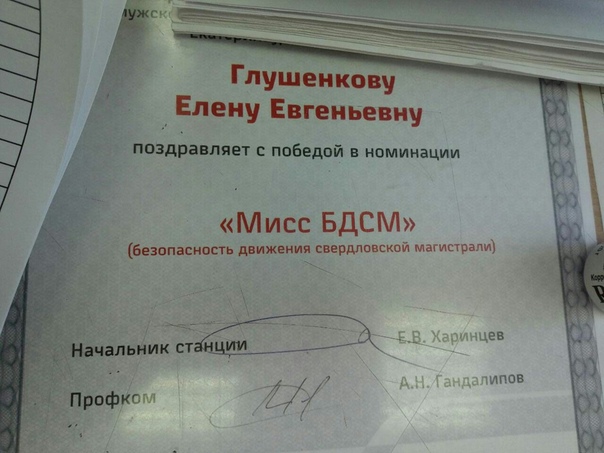 Глушенкову
Елену Евгеньевну
поздравляет с победой в номинации
«Мисс БДСМ»
(безопасность движения свердловской магистрали)
Начальник станции Е.В. Харинцев
Профком А.Н. Гандалипов